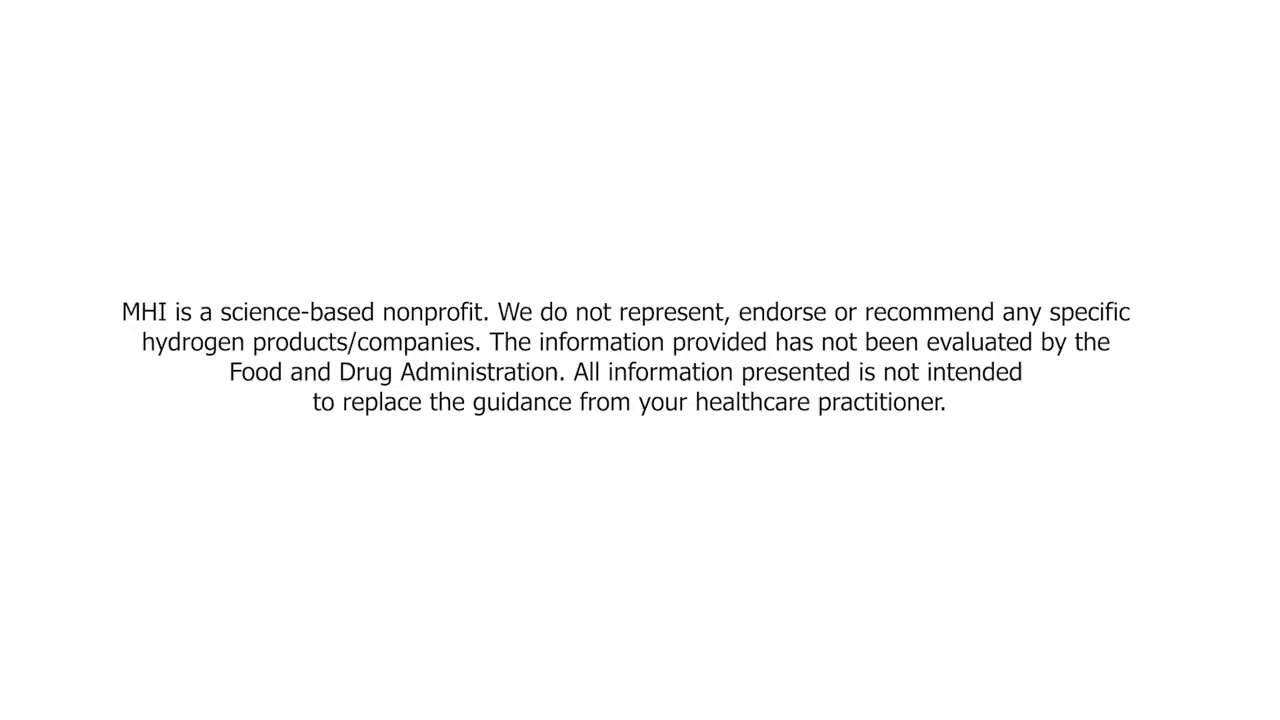 MHI is a science-based nonprofit. We do not represent, endorse or recommend any specific
hydrogen products/companies. The information provided has not been evaluated by the
Food and Drug Administration. All information presented is not intended
to replace the guidance from your healthcare practitioner.